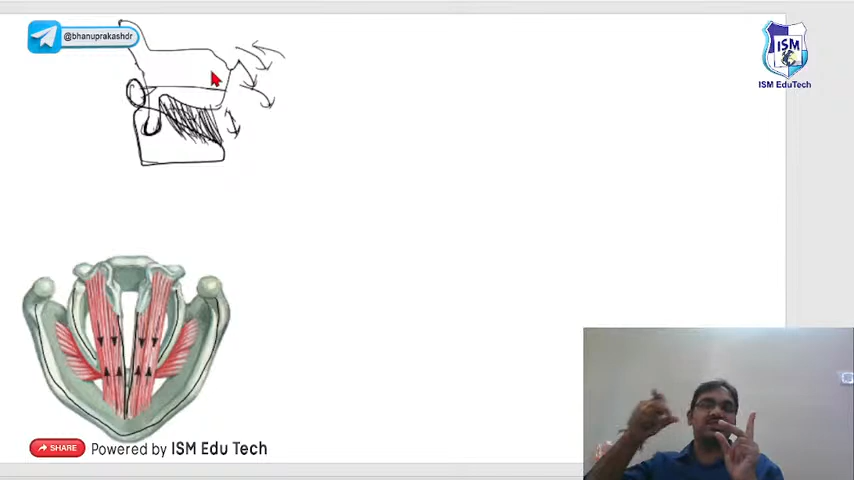 @bhanuprakashdr
ISM
ISM EduTech
SHARE
Powered by ISM Edu Tech